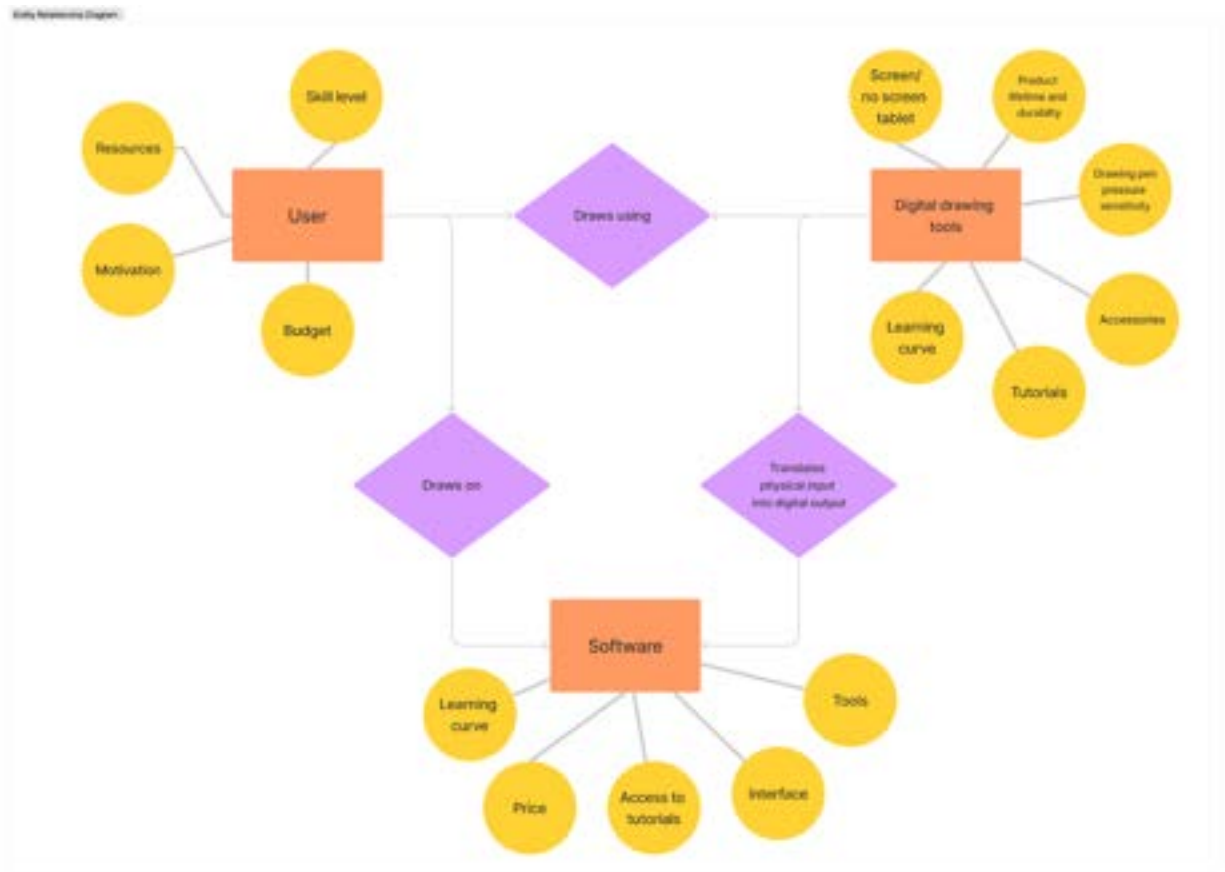 Entity Relationship Diagram
Skill level
Resources
User
Motivation
Budget
Draws using
Screen/
no screen
tablet
Product
lifetime and
durability
Drawing pen
pressure
sensitivity
Digital drawing
tools
Accessories
Learning
curve
Tutorials
Draws on
Translates
physical input
into digital output
Software
Learning
curve
Price
Access to
tutorials
Interface
Tools